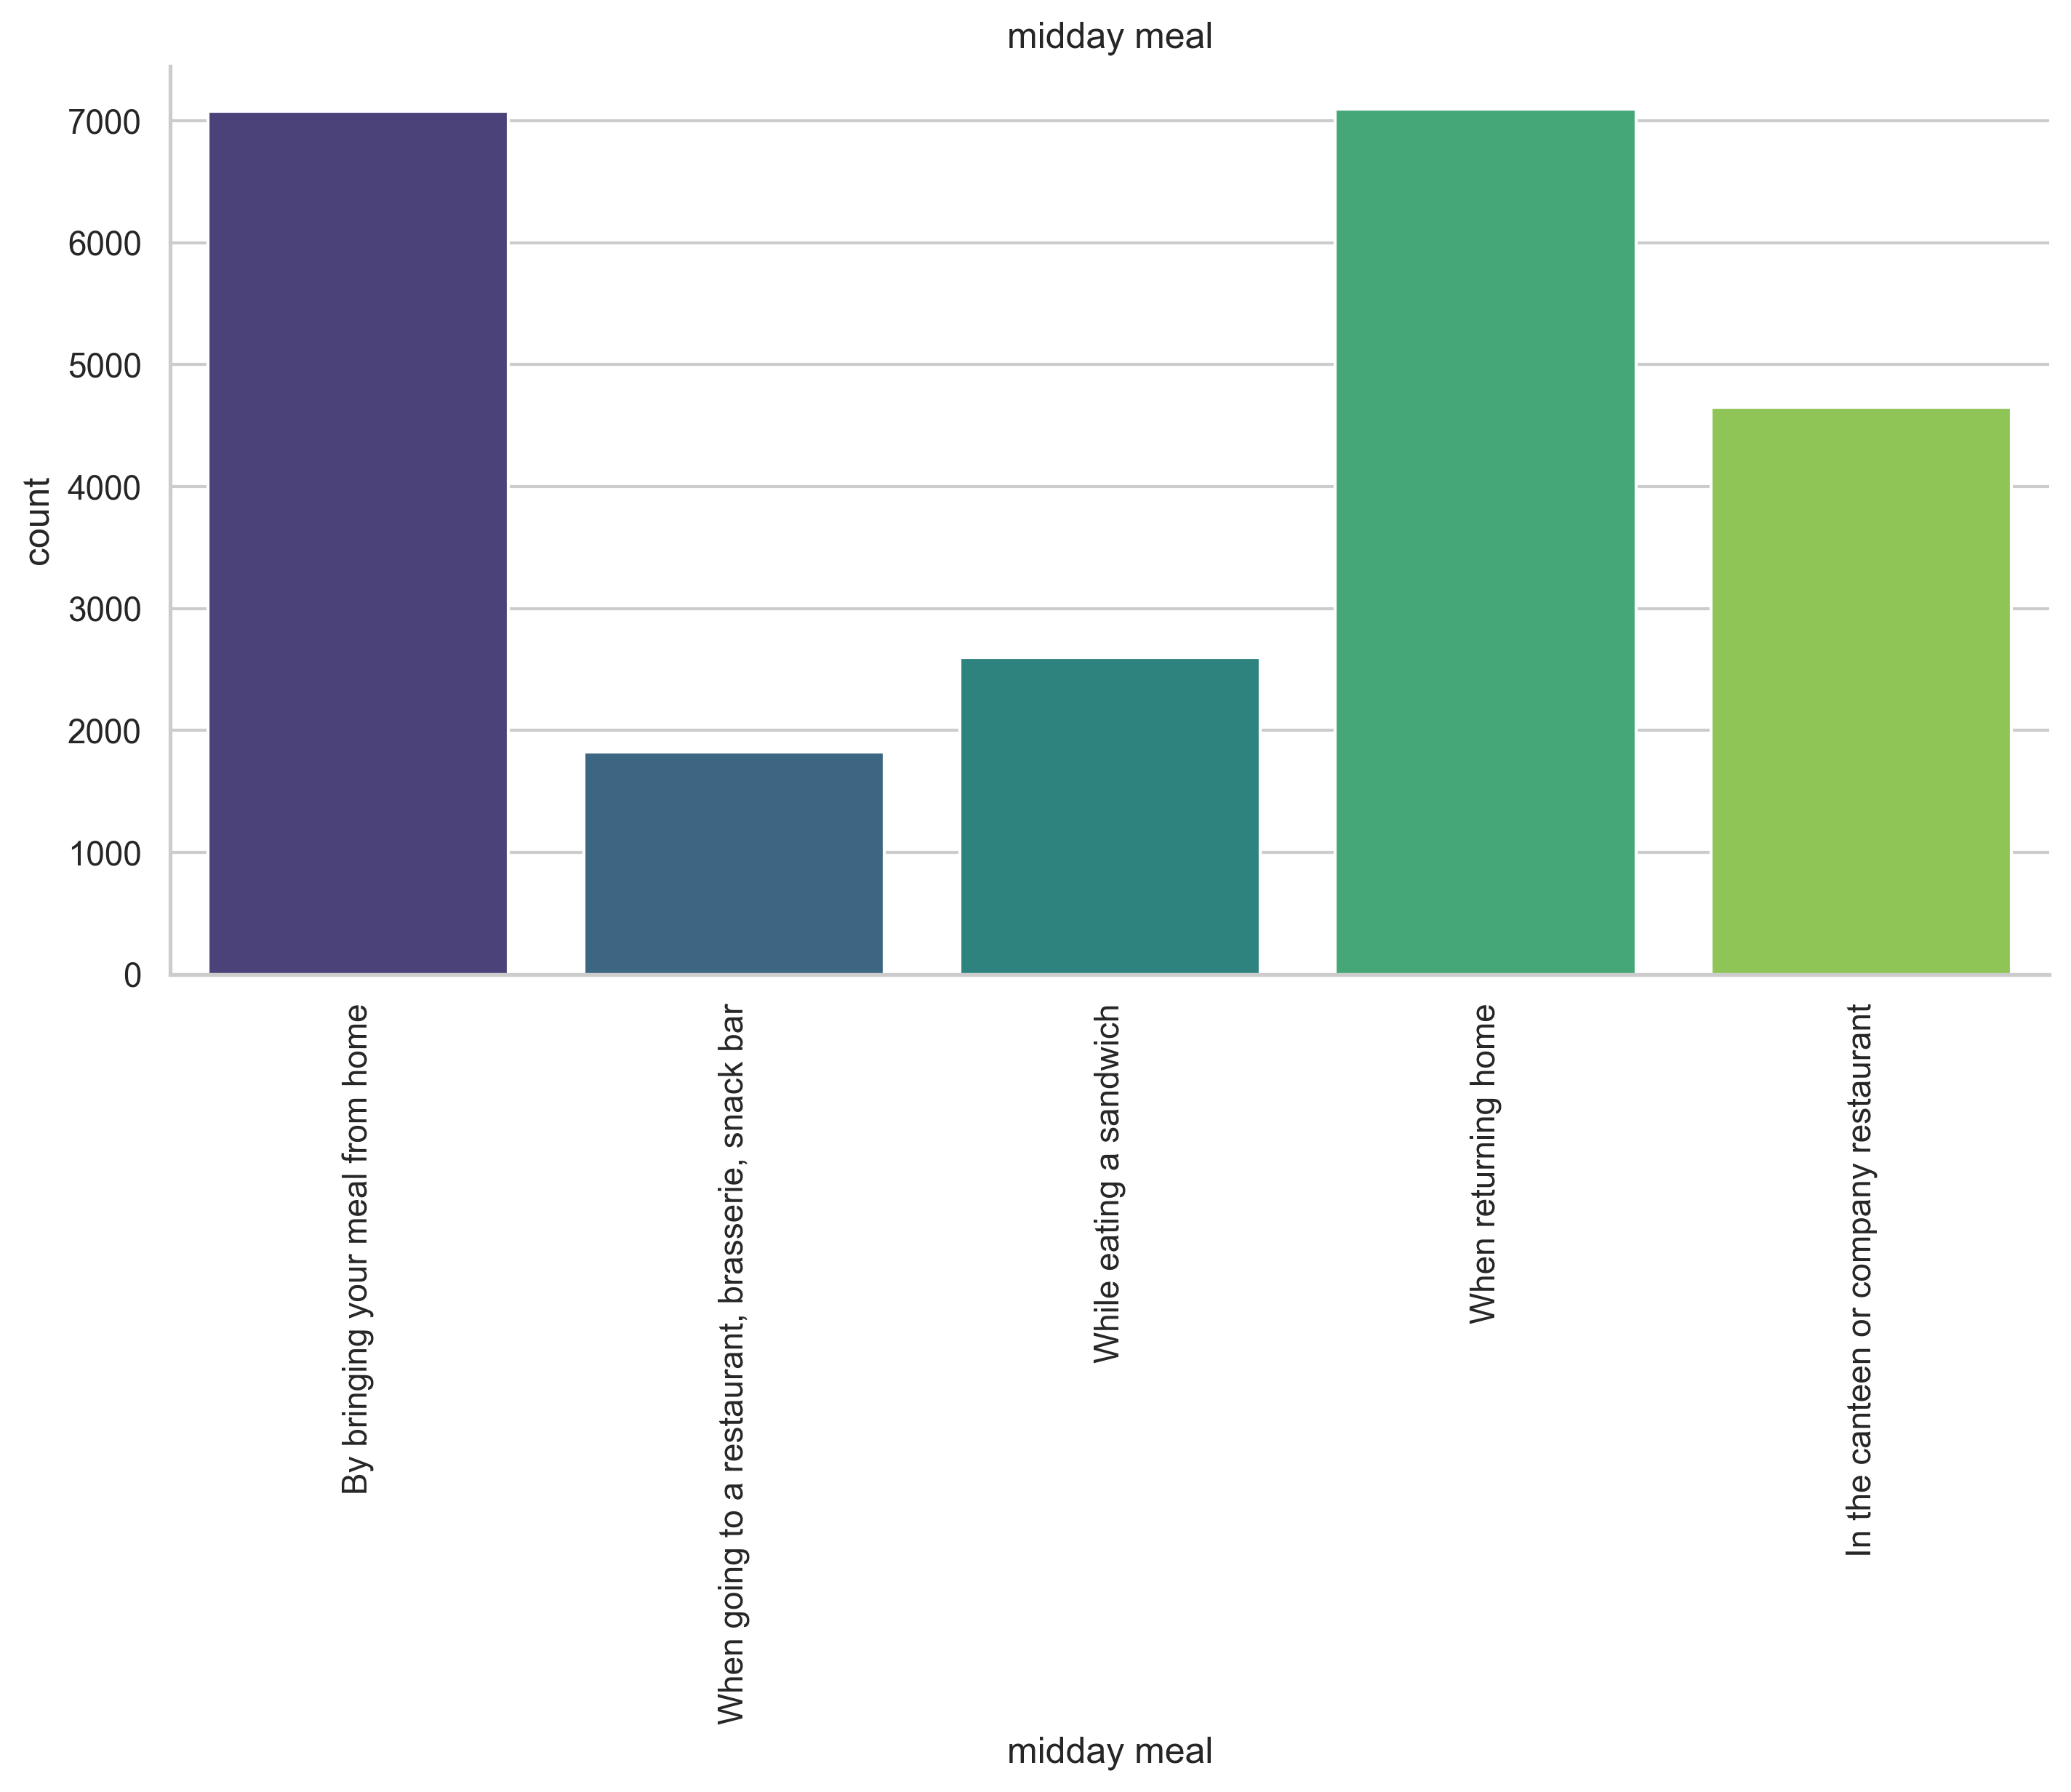 midday meal
count
7000
6000
5000
4000
3000
2000
1000
0
By bringing your meal from home
When going to a restaurant, brasserie, snack bar
While eating a sandwich
When returning home
In the canteen or company restaurant
midday meal